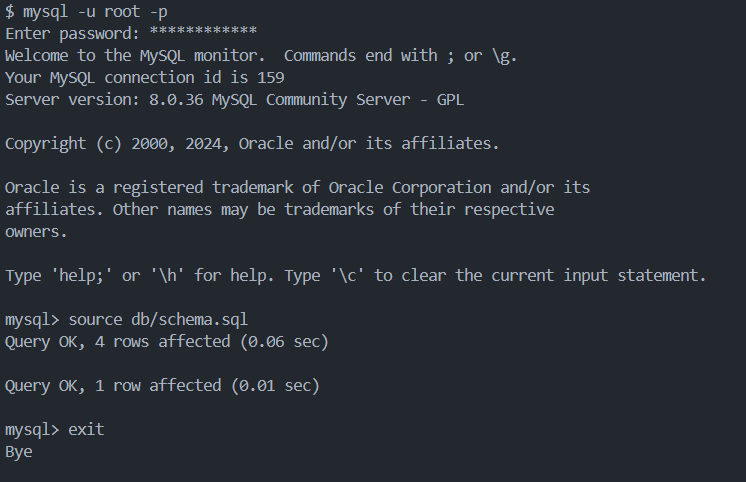 $ mysql -u root -p
Enter password: ************
Welcome to the MySQL monitor.  Commands end with ; or \g.
Your MySQL connection id is 159
Server version: 8.0.36 MySQL Community Server - GPL
Copyright (c) 2000, 2024, Oracle and/or its affiliates.
Oracle is a registered trademark of Oracle Corporation and/or its
affiliates. Other names may be trademarks of their respective
owners.
Type 'help;' or '\h' for help. Type '\c' to clear the current input statement.
mysql> source db/schema.sql
Query OK, 4 rows affected (0.06 sec)
Query OK, 1 row affected (0.01 sec)
mysql> exit
Bye